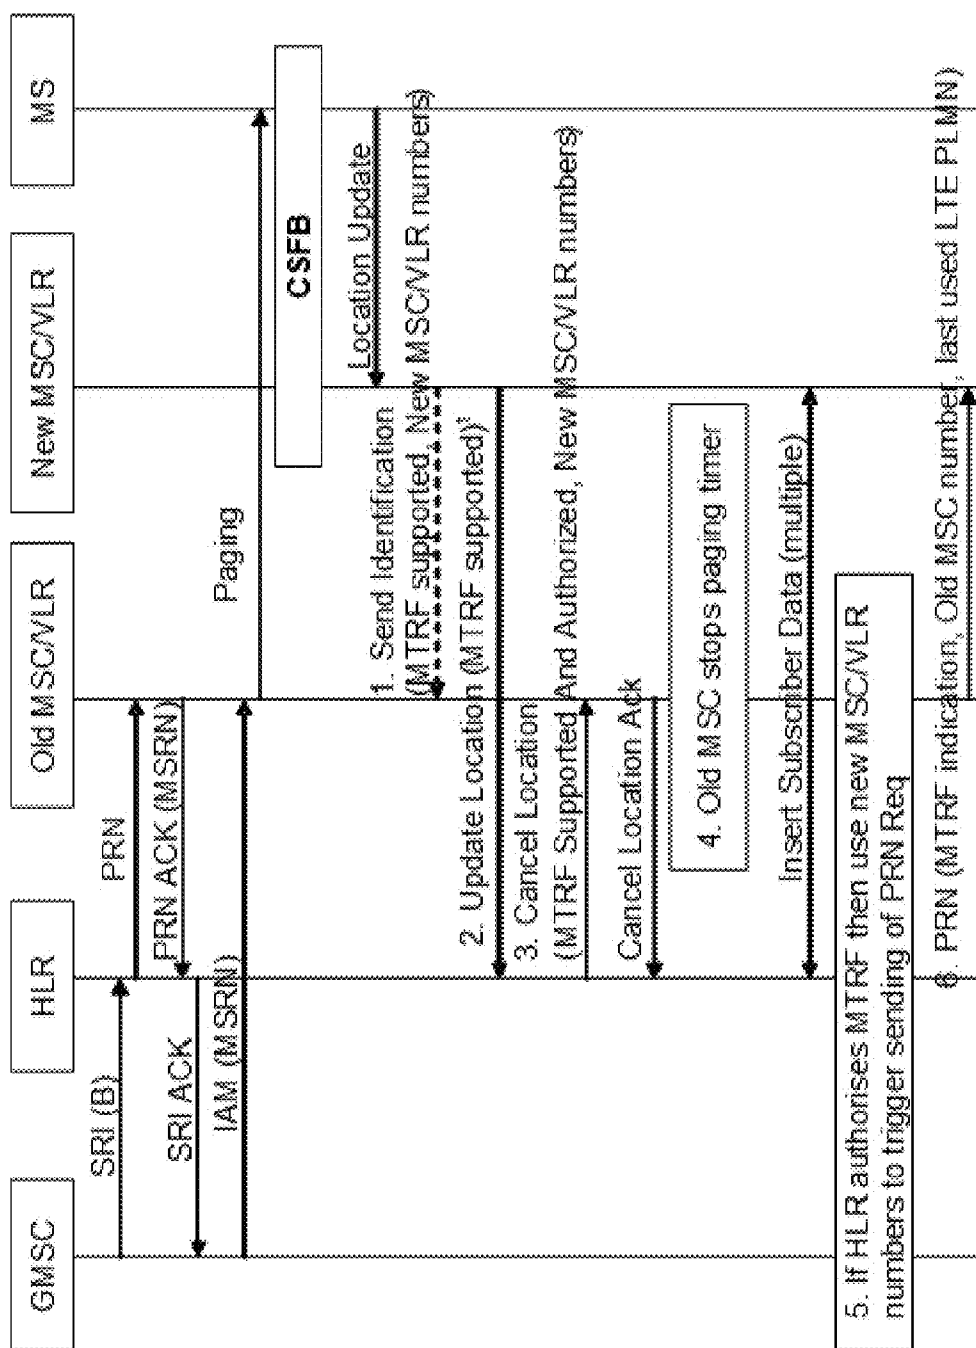 GMSC
HLR
Old MSC/VLR
New MSC/VLR
MS
SRI (B)
PRN
PRN ACK (MSRN)
SRI ACK
IAM (MSRN)
Paging
CSFB
Location Update
1. Send Identification
(MTRF supported, New MSC/VLR numbers)
2. Update Location (MTRF supported)
3. Cancel Location
(MTRF Supported And Authorized, New MSC/VLR numbers)
Cancel Location Ack
4. Old MSC stops paging timer
Insert Subscriber Data (multiple)
5. If HLR authorises MTRF then use new MSC/VLR
numbers to trigger sending of PRN Req
6. PRN (MTRF indication, Old MSC number, last used LTE PLMN)